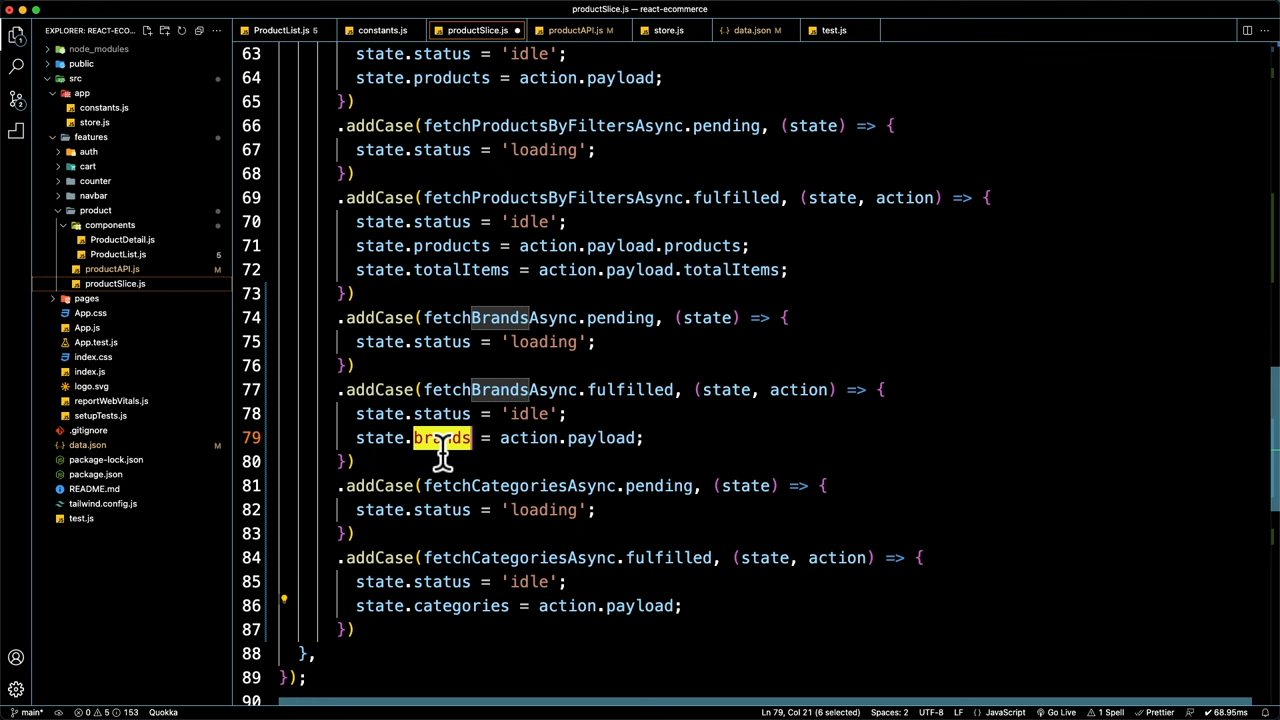 productSlice.js — react-ecommerce
EXPLORER: REACT-ECO...
ProductList.js 5
constants.js
productSlice.js
productAPI.js M
store.js
data.json M
test.js
node_modules
public
src
app
constants.js
store.js
features
auth
cart
counter
navbar
product
components
ProductDetail.js
ProductList.js 5
productAPI.js M
productSlice.js
pages
App.css
App.js
App.test.js
index.css
index.js
logo.svg
reportWebVitals.js
setupTests.js
.gitignore
data.json M
package-lock.json
package.json
README.md
tailwind.config.js
test.js
63 state.status = 'idle';
64 state.products = action.payload;
65 })
66 .addCase(fetchProductsByFiltersAsync.pending, (state) => {
67 state.status = 'loading';
68 })
69 .addCase(fetchProductsByFiltersAsync.fulfilled, (state, action) => {
70 state.status = 'idle';
71 state.products = action.payload.products;
72 state.totalItems = action.payload.totalItems;
73 })
74 .addCase(fetchBrandsAsync.pending, (state) => {
75 state.status = 'loading';
76 })
77 .addCase(fetchBrandsAsync.fulfilled, (state, action) => {
78 state.status = 'idle';
79 state.brands = action.payload;
80 })
81 .addCase(fetchCategoriesAsync.pending, (state) => {
82 state.status = 'loading';
83 })
84 .addCase(fetchCategoriesAsync.fulfilled, (state, action) => {
85 state.status = 'idle';
86 state.categories = action.payload;
87 })
88 },
89 });
90
2
main* 0 5 153 Quokka Ln 79, Col 21 (6 selected) Spaces: 2 UTF-8 LF {} JavaScript Go Live 1 Spell Prettier 68.95ms